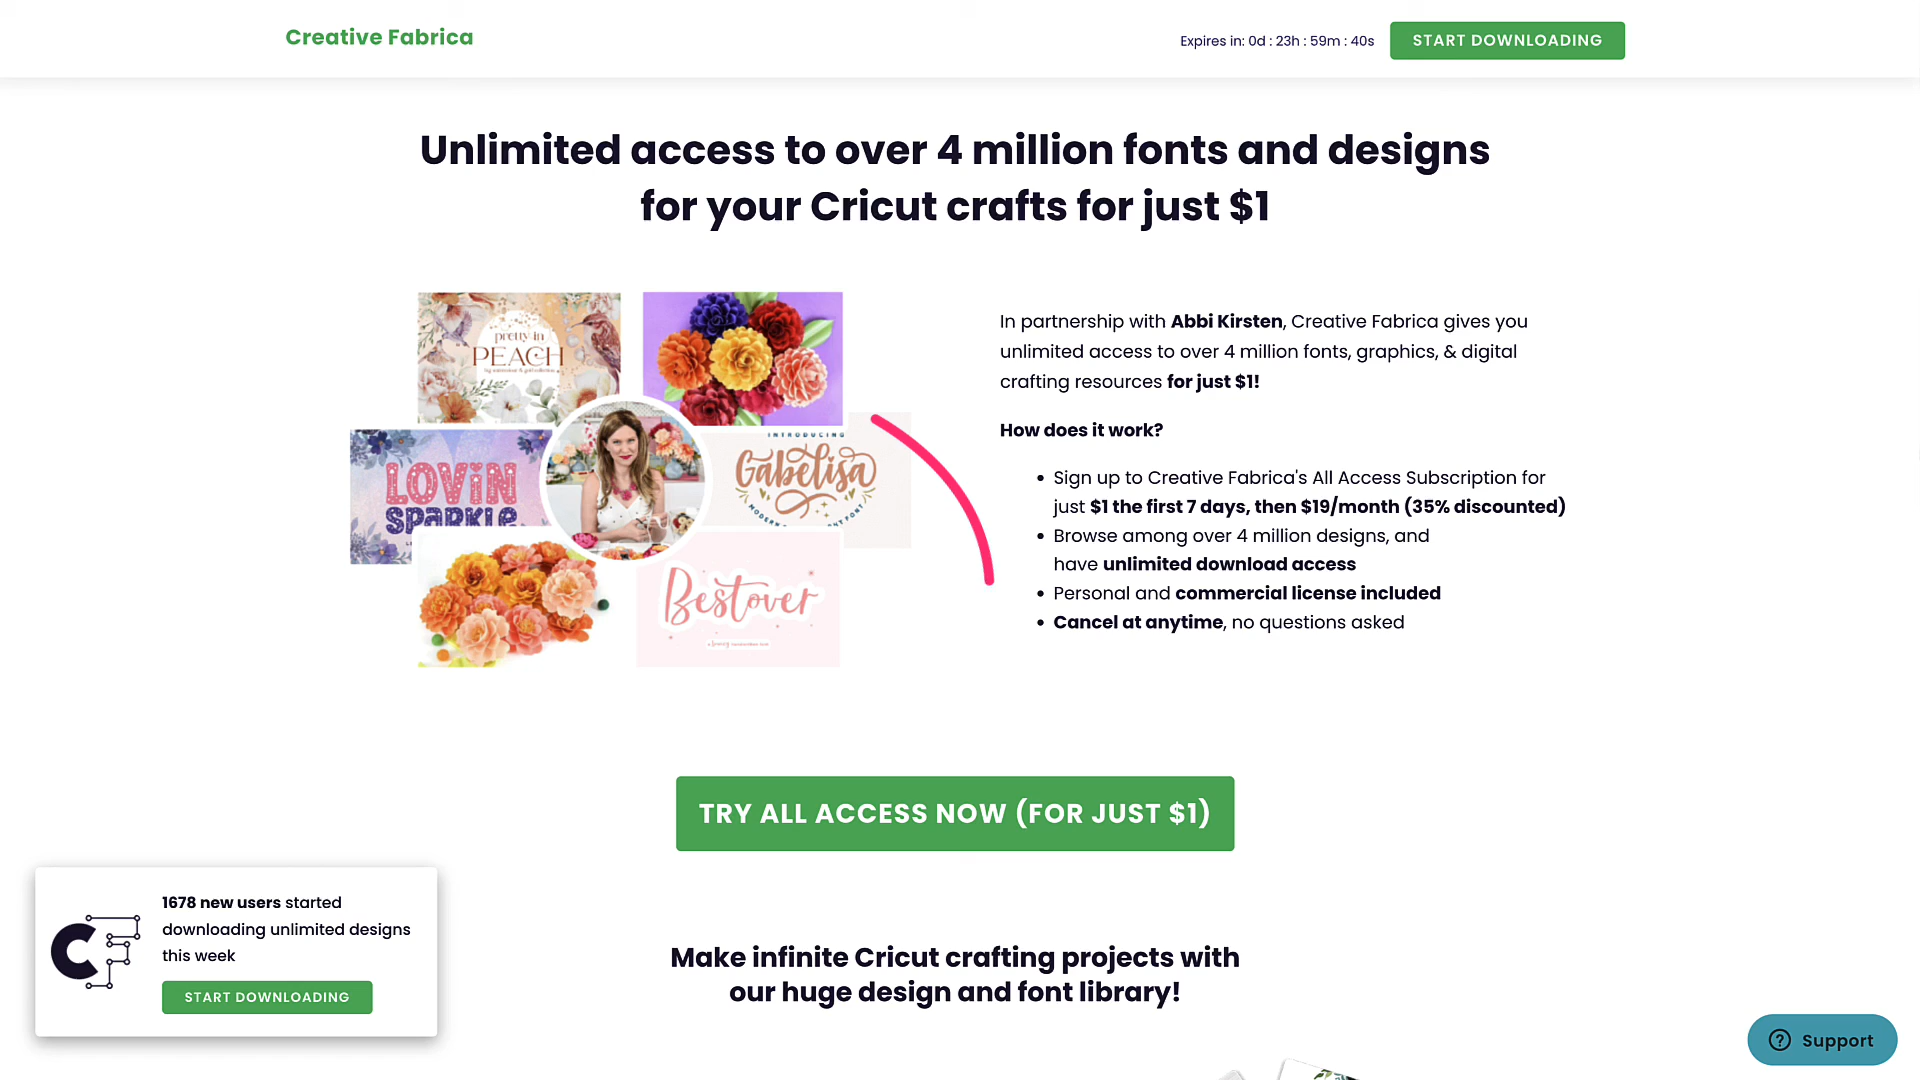 Creative Fabrica
Expires in: 0d : 23h : 59m : 40s
START DOWNLOADING
Unlimited access to over 4 million fonts and designs
for your Cricut crafts for just $1
pretty in
PEACH
INTRODUCING
Gabelisa
LOVIN
SPARKLE
Bestover
In partnership with Abbi Kirsten, Creative Fabrica gives you
unlimited access to over 4 million fonts, graphics, & digital
crafting resources for just $1!
How does it work?
• Sign up to Creative Fabrica's All Access Subscription for
just $1 the first 7 days, then $19/month (35% discounted)
• Browse among over 4 million designs, and
have unlimited download access
• Personal and commercial license included
• Cancel at anytime, no questions asked
TRY ALL ACCESS NOW (FOR JUST $1)
1678 new users started
downloading unlimited designs
this week
START DOWNLOADING
Make infinite Cricut crafting projects with
our huge design and font library!
Support